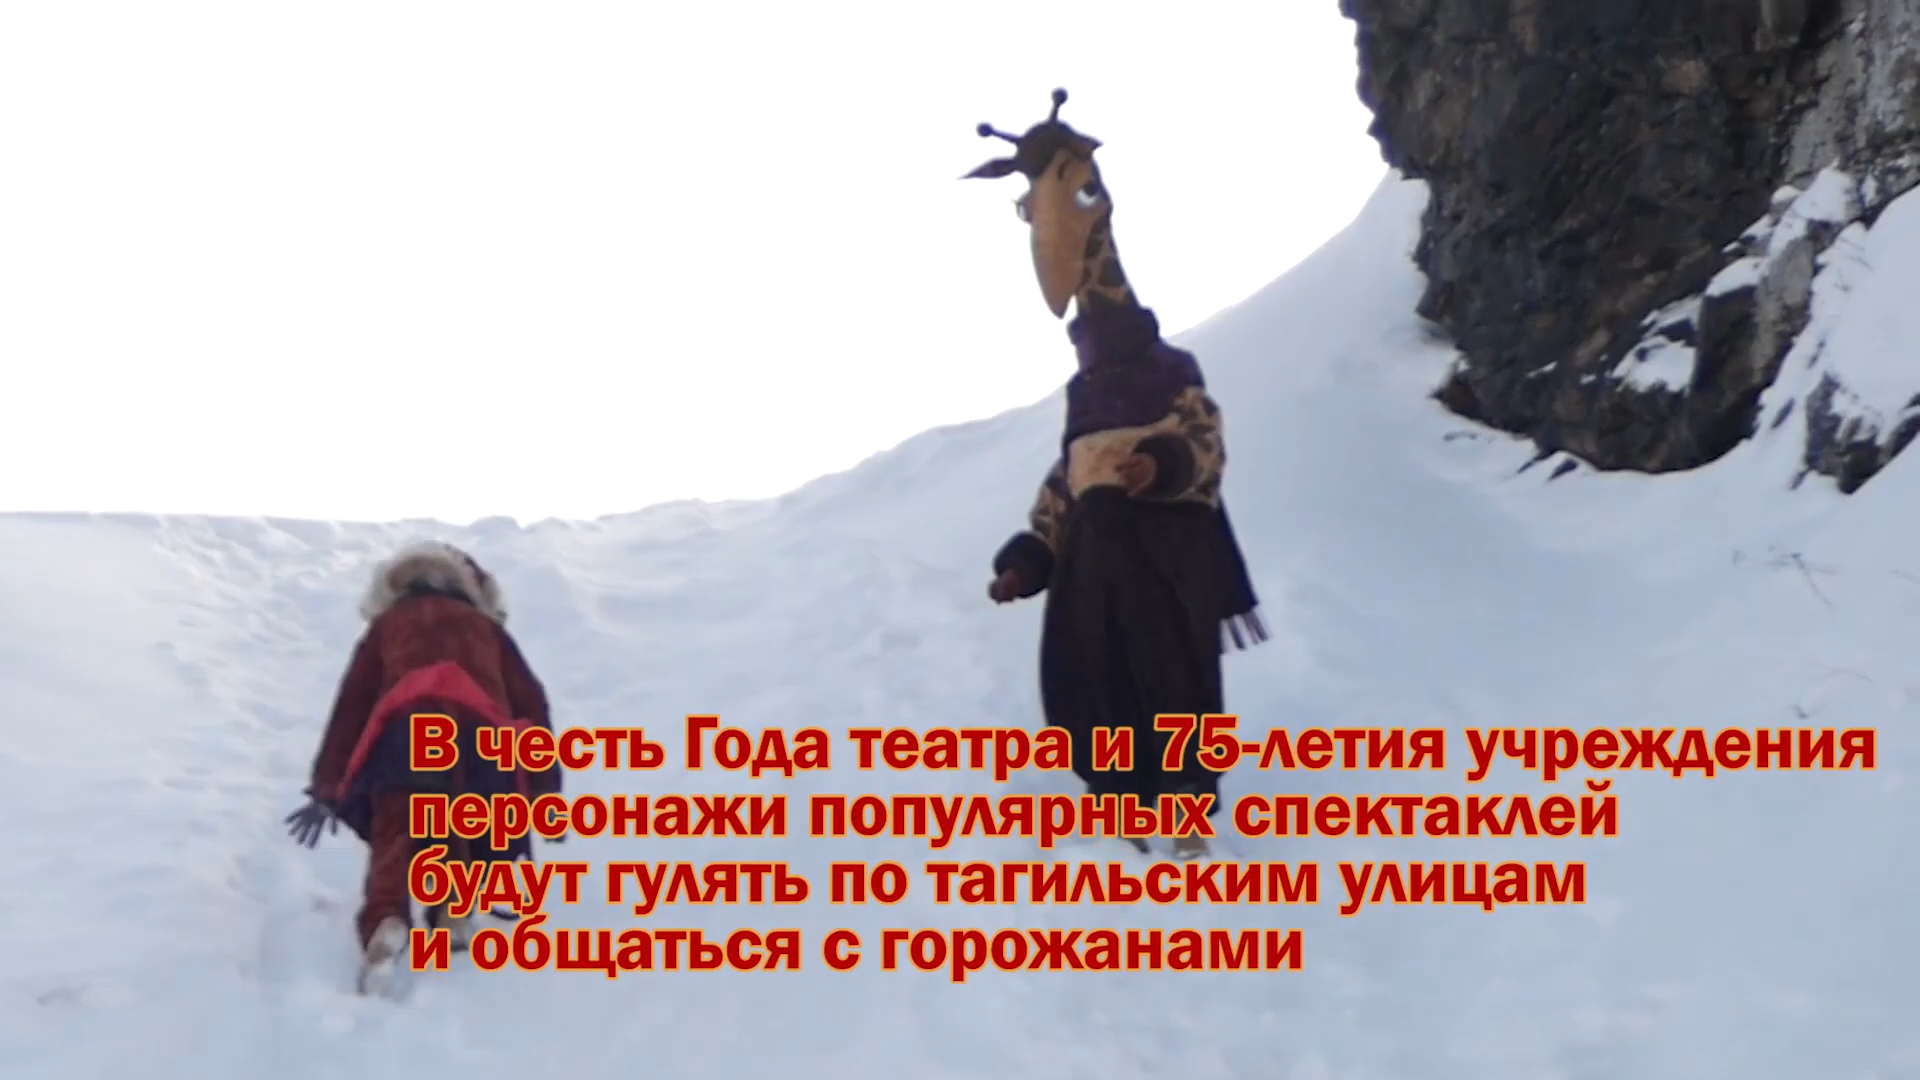 В честь Года театра и 75-летия учреждения
персонажи популярных спектаклей
будут гулять по тагильским улицам
и общаться с горожанами